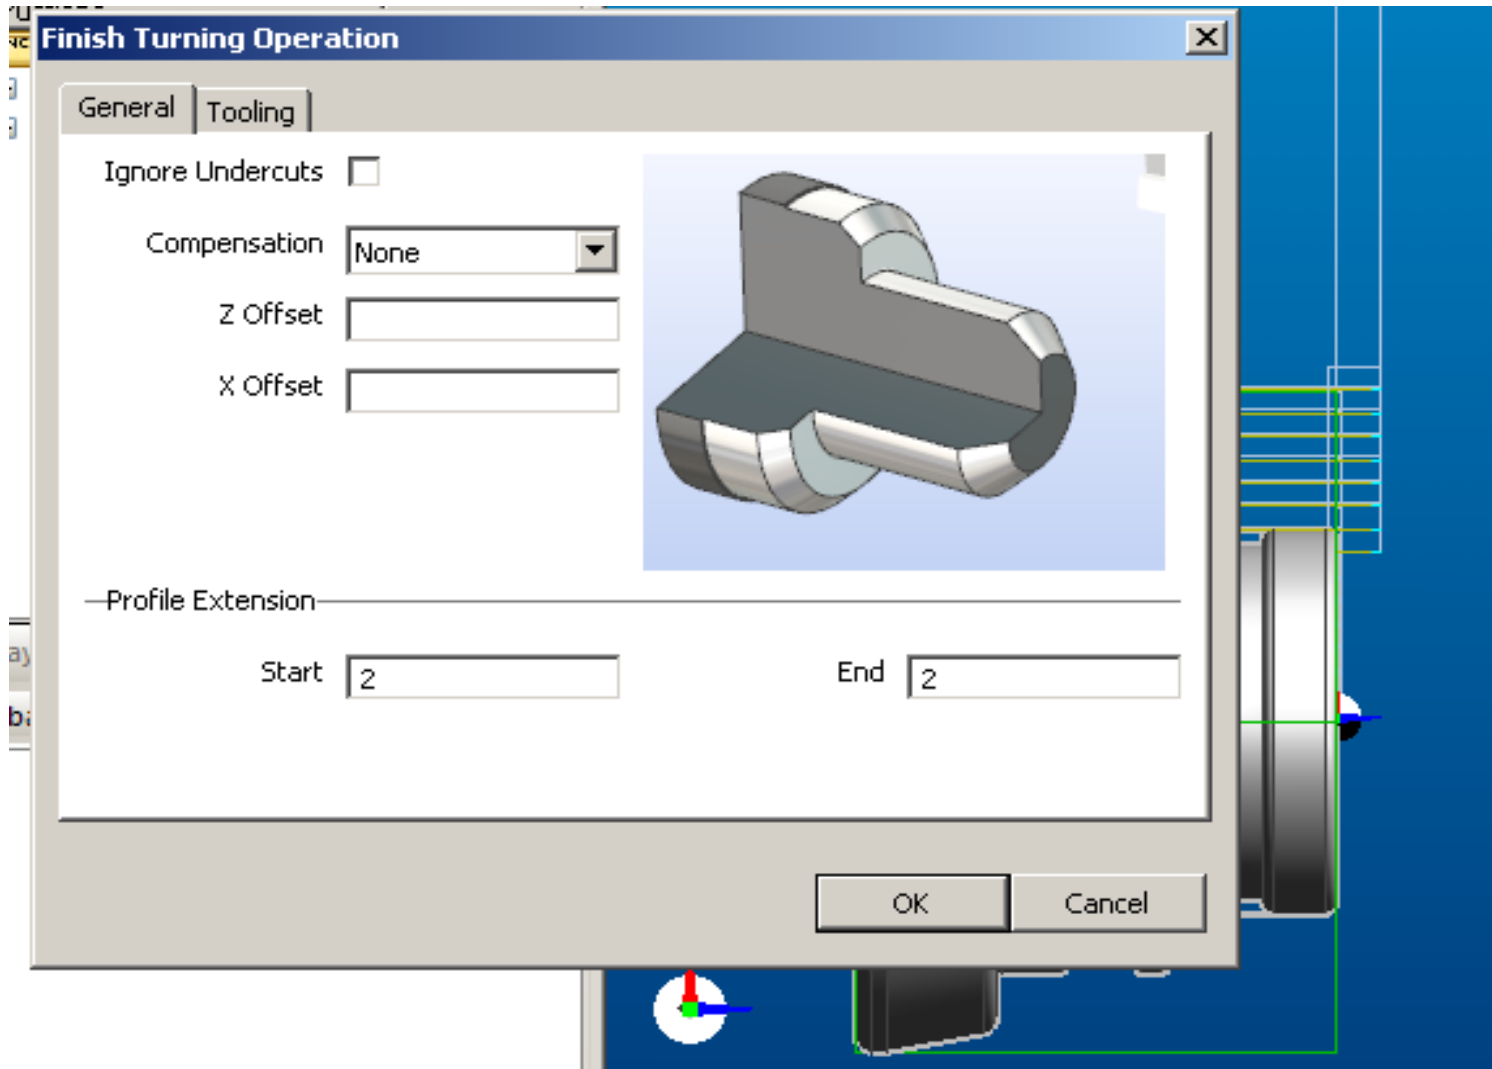 Finish Turning Operation
General
Tooling
Ignore Undercuts
Compensation
None
Z Offset
X Offset
Profile Extension
Start
2
End
2
OK
Cancel